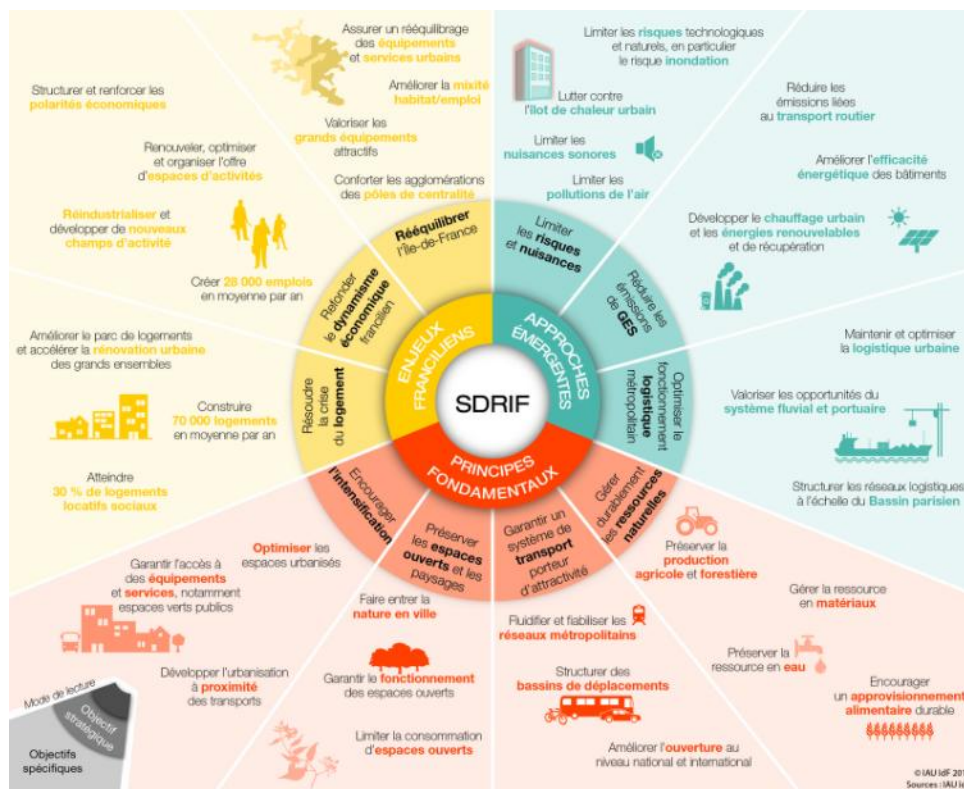 Assurer un rééquilibrage
des équipements
et services urbains
Améliorer la mixité
habitat/emploi
Valoriser les
grands équipements
attractifs
Conforter les agglomérations
des pôles de centralité
Limiter les risques technologiques
et naturels, en particulier
le risque inondation
Lutter contre
l'îlot de chaleur urbain
Limiter les
nuisances sonores
Limiter les
pollutions de l'air
Structurer et renforcer les
polarités économiques
Renouveler, optimiser
et organiser l'offre
d'espaces d'activités
Réindustrialiser et
développer de nouveaux
champs d'activité
Créer 28 000 emplois
en moyenne par an
Réduire les
émissions liées
au transport routier
Améliorer l'efficacité
énergétique des bâtiments
Développer le chauffage urbain
et les énergies renouvelables
et de récupération
Rééquilibrer
l'Île-de-France
Limiter
les risques
et nuisances
Refonder
le dynamisme
économique
francilien
Réduire les
émissions
de GES
Résoudre
la crise
du logement
Optimiser le
fonctionnement
logistique
métropolitain
ENJEUX
FRANCILIENS
APPROCHES
ÉMERGENTES
SDRIF
PRINCIPES
FONDAMENTAUX
Améliorer le parc de logements
et accélérer la rénovation urbaine
des grands ensembles
Construire
70 000 logements
en moyenne par an
Atteindre
30 % de logements
locatifs sociaux
Maintenir et optimiser
la logistique urbaine
Valoriser les opportunités du
système fluvial et portuaire
Structurer les réseaux logistiques
à l'échelle du Bassin parisien
Encourager
l'intensification
Préserver
les espaces
ouverts et les
paysages
Garantir un
système de
transport
porteur
d'attractivité
Gérer
durablement
les ressources
naturelles
Optimiser les
espaces urbanisés
Garantir l'accès à
des équipements
et services, notamment
espaces verts publics
Développer l'urbanisation
à proximité
des transports
Faire entrer la
nature en ville
Garantir le fonctionnement
des espaces ouverts
Limiter la consommation
d'espaces ouverts
Fluidifier et fiabiliser les
réseaux métropolitains
Structurer des
bassins de déplacements
Améliorer l'ouverture au
niveau national et international
Préserver la
production
agricole et forestière
Gérer la ressource
en matériaux
Préserver la
ressource en eau
Encourager
un approvisionnement
alimentaire durable
Mode de lecture
Objectif
stratégique
Objectifs
spécifiques
© IAU IdF 201
Sources : IAU Id